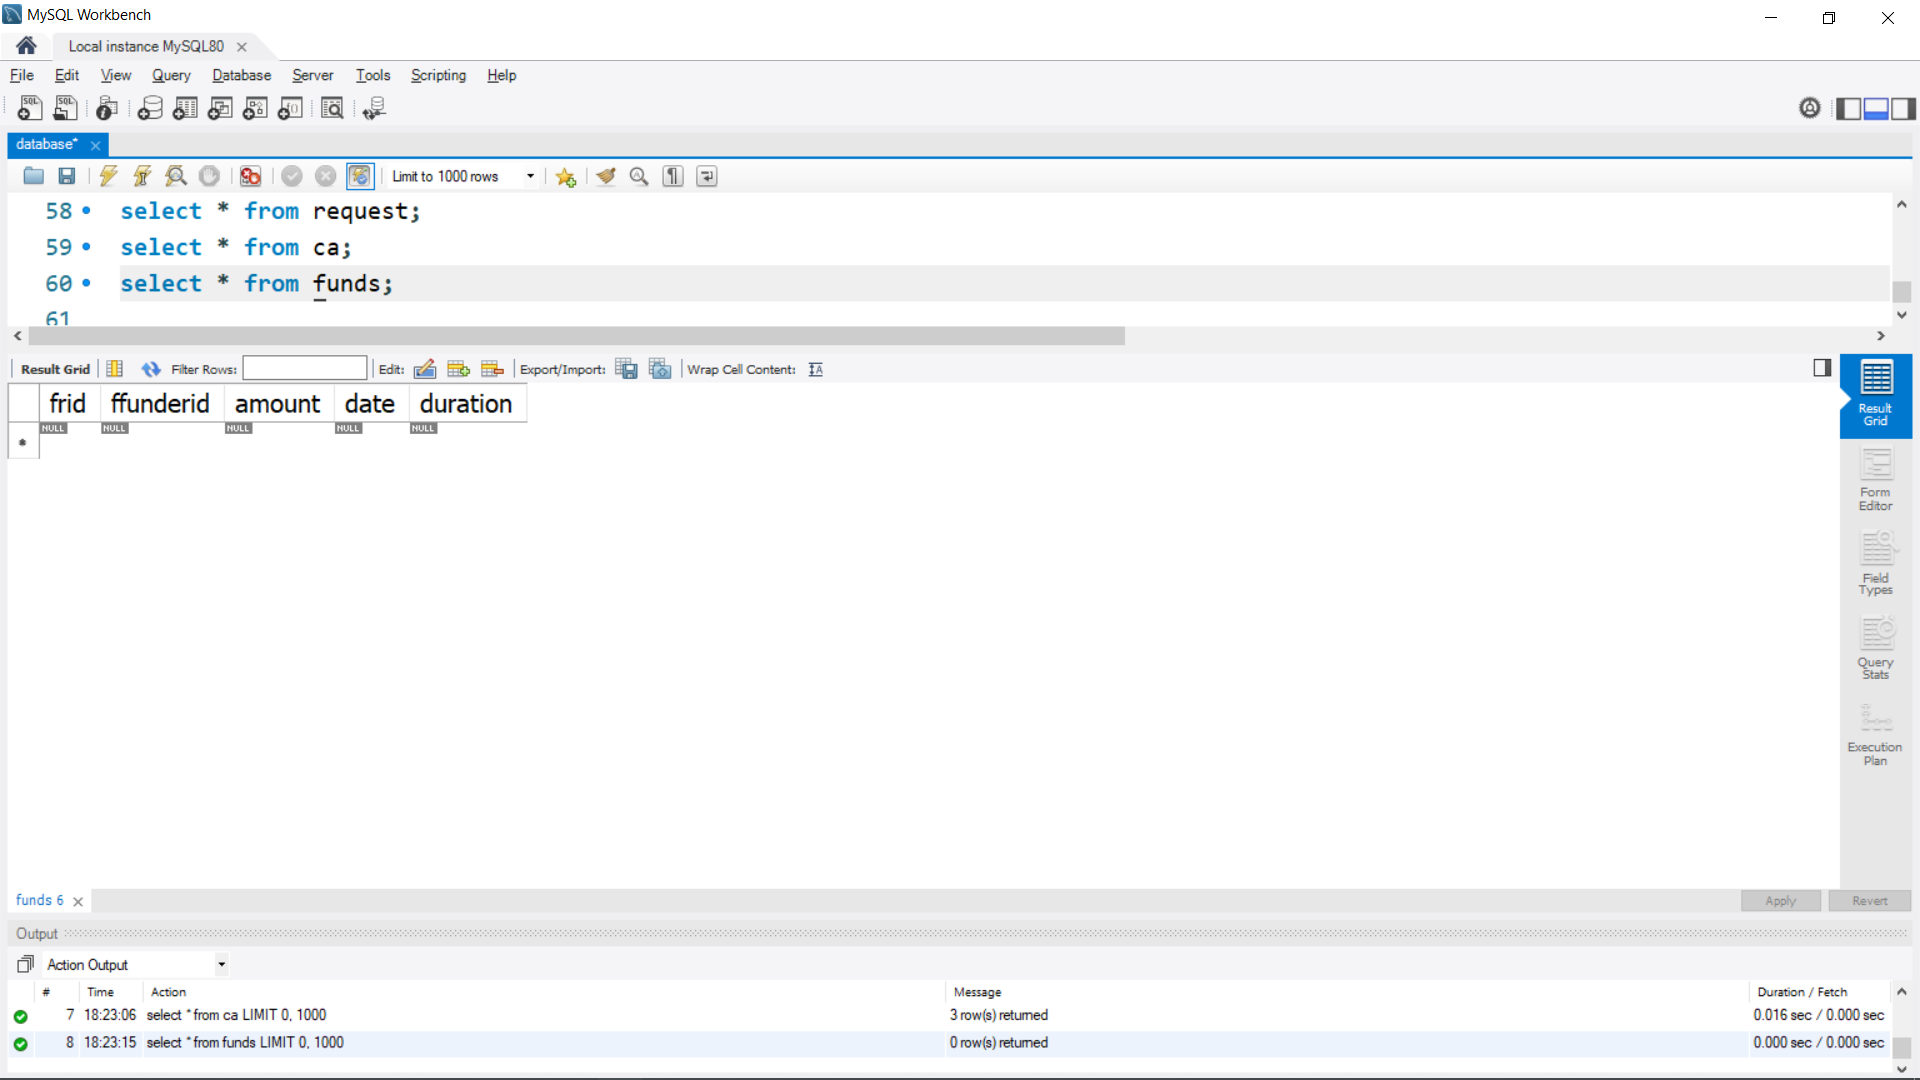 MySQL Workbench
Local instance MySQL80
File Edit View Query Database Server Tools Scripting Help
database*
Limit to 1000 rows
58 select * from request;
59 select * from ca;
60 select * from funds;
61
Result Grid Filter Rows: Edit: Export/Import: Wrap Cell Content:
frid ffunderid amount date duration
NULL NULL NULL NULL NULL
Result
Grid
Form
Editor
Field
Types
Query
Stats
Execution
Plan
funds 6
Apply Revert
Output
Action Output
# Time Action Message Duration / Fetch
7 18:23:06 select * from ca LIMIT 0, 1000 3 row(s) returned 0.016 sec / 0.000 sec
8 18:23:15 select * from funds LIMIT 0, 1000 0 row(s) returned 0.000 sec / 0.000 sec